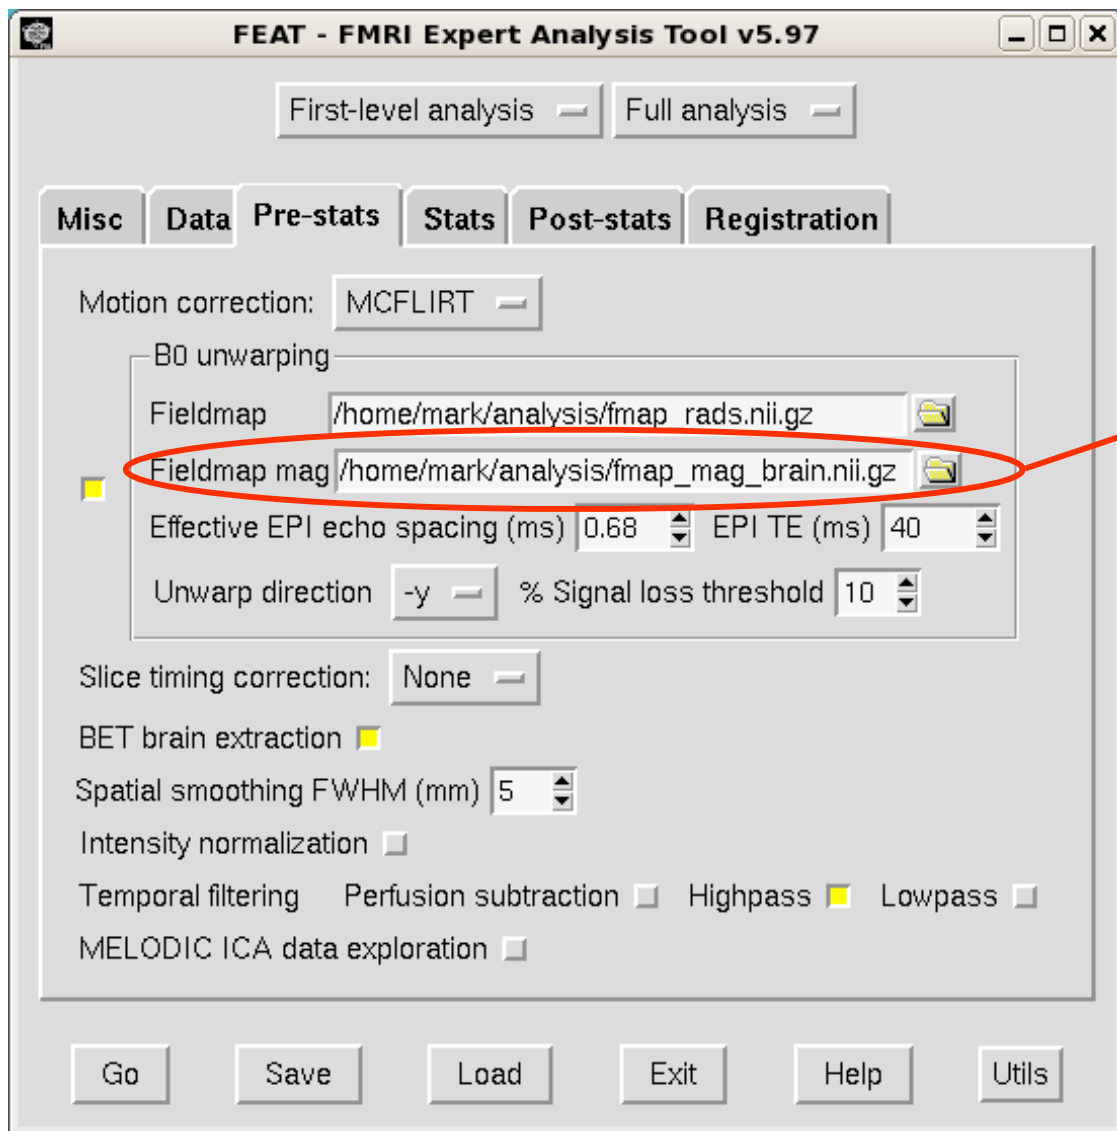 FEAT - FMRI Expert Analysis Tool v5.97
First-level analysis Full analysis
Misc Data Pre-stats Stats Post-stats Registration
Motion correction: MCFLIRT
B0 unwarping
Fieldmap /home/mark/analysis/fmap_rads.nii.gz
Fieldmap mag /home/mark/analysis/fmap_mag_brain.nii.gz
Effective EPI echo spacing (ms) 0.68 EPI TE (ms) 40
Unwarp direction -y % Signal loss threshold 10
Slice timing correction: None
BET brain extraction
Spatial smoothing FWHM (mm) 5
Intensity normalization
Temporal filtering Perfusion subtraction Highpass Lowpass
MELODIC ICA data exploration
Go Save Load Exit Help Utils